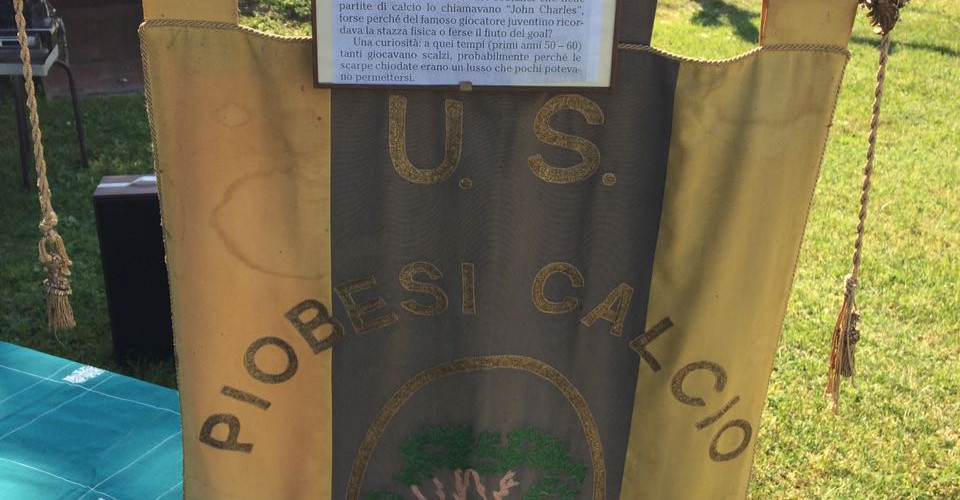 partite di calcio lo chiamavano "John Charles",
forse perché del famoso giocatore juventino ricor-
dava la stazza fisica o ferse il fiuto del goal?
Una curiosità: a quei tempi (primi anni 50 – 60)
tanti giocavano scalzi, probabilmente perché le
scarpe chiodate erano un lusso che pochi poteva-
no permettersi.
U. S.
PIOBESI CALCIO